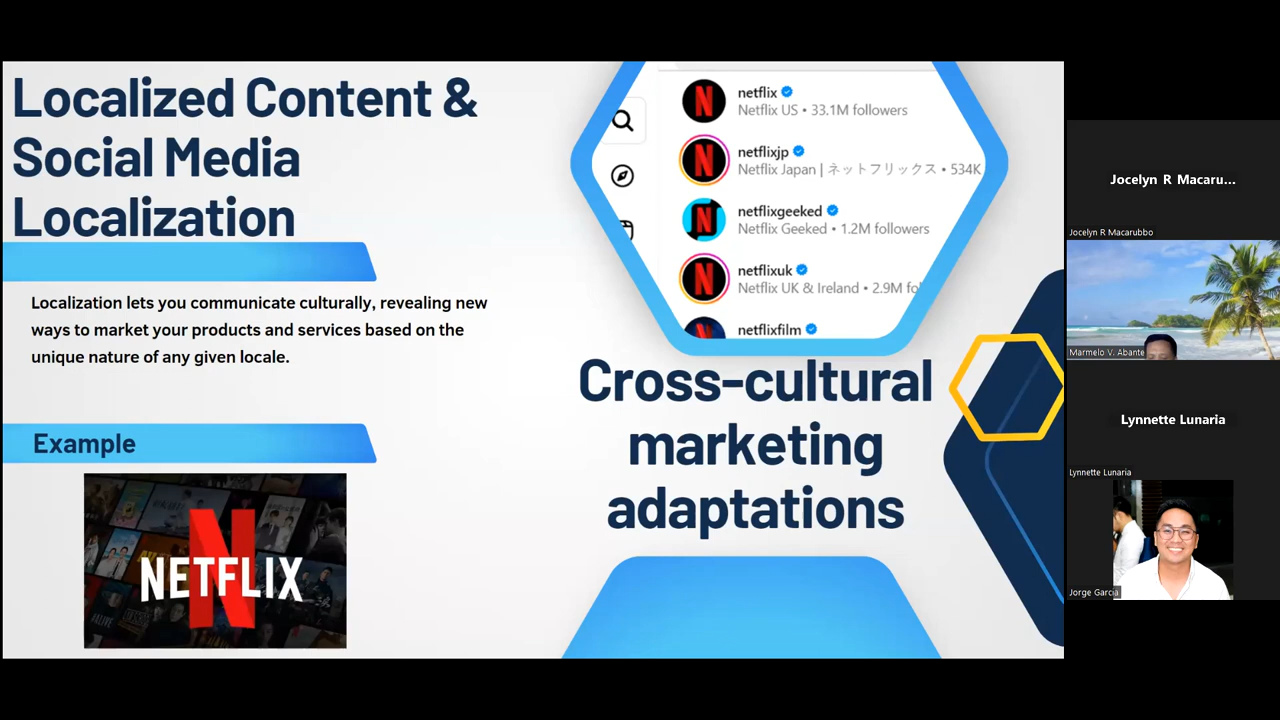 Localized Content &
Social Media
Localization
Localization lets you communicate culturally, revealing new
ways to market your products and services based on the
unique nature of any given locale.
Example
NETFLIX
netflix
Netflix US • 33.1M followers
netflixjp
Netflix Japan | ネットフリックス • 534K
netflixgeeked
Netflix Geeked • 1.2M followers
netflixuk
Netflix UK & Ireland • 2.9M fol
netflixfilm
Cross-cultural
marketing
adaptations
Jocelyn R Macaru...
Jocelyn R Macarubbo
Marmelo V. Abante
Lynnette Lunaria
Lynnette Lunaria
Jorge Garcia